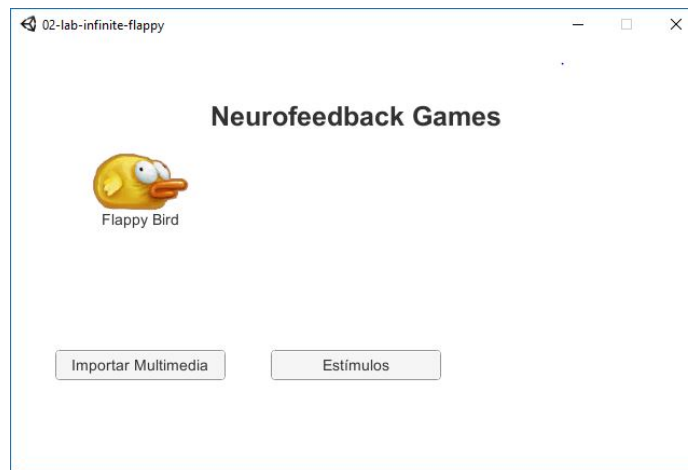 02-lab-infinite-flappy
Neurofeedback Games
Flappy Bird
Importar Multimedia
Estímulos